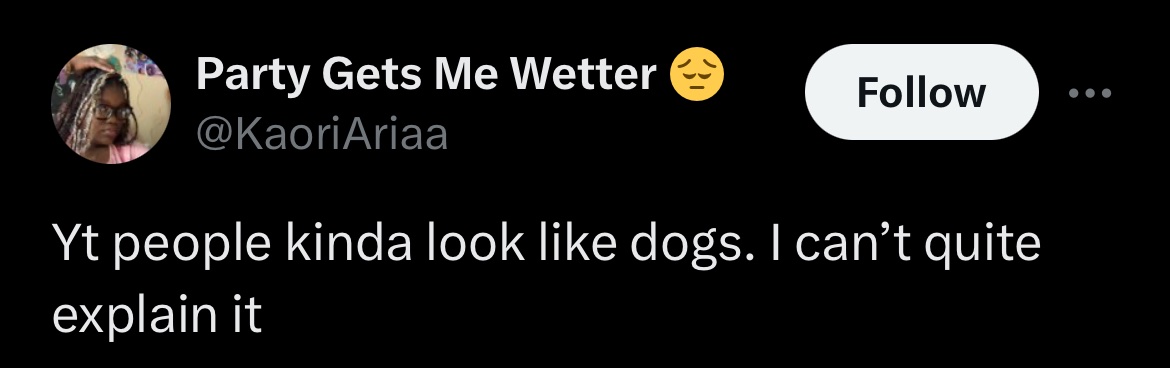 Party Gets Me Wetter 😔
@KaoriAriaa
Follow
Yt people kinda look like dogs. I can’t quite
explain it